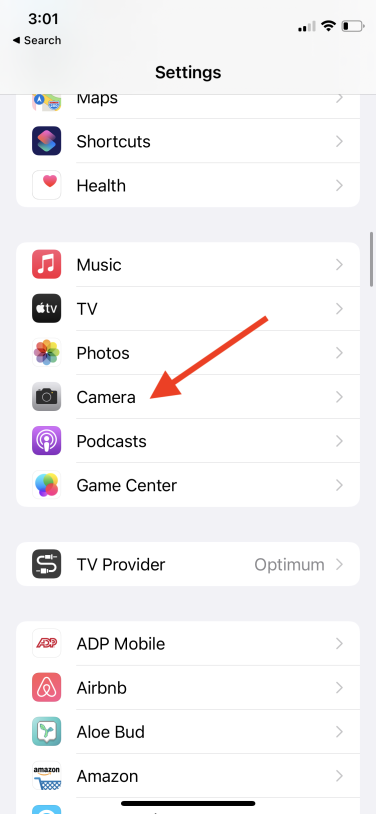 3:01
◀ Search
Settings
Maps
Shortcuts
Health
Music
tv TV
Photos
Camera
Podcasts
Game Center
TV Provider Optimum
ADP ADP Mobile
Airbnb
Aloe Bud
amazon Amazon